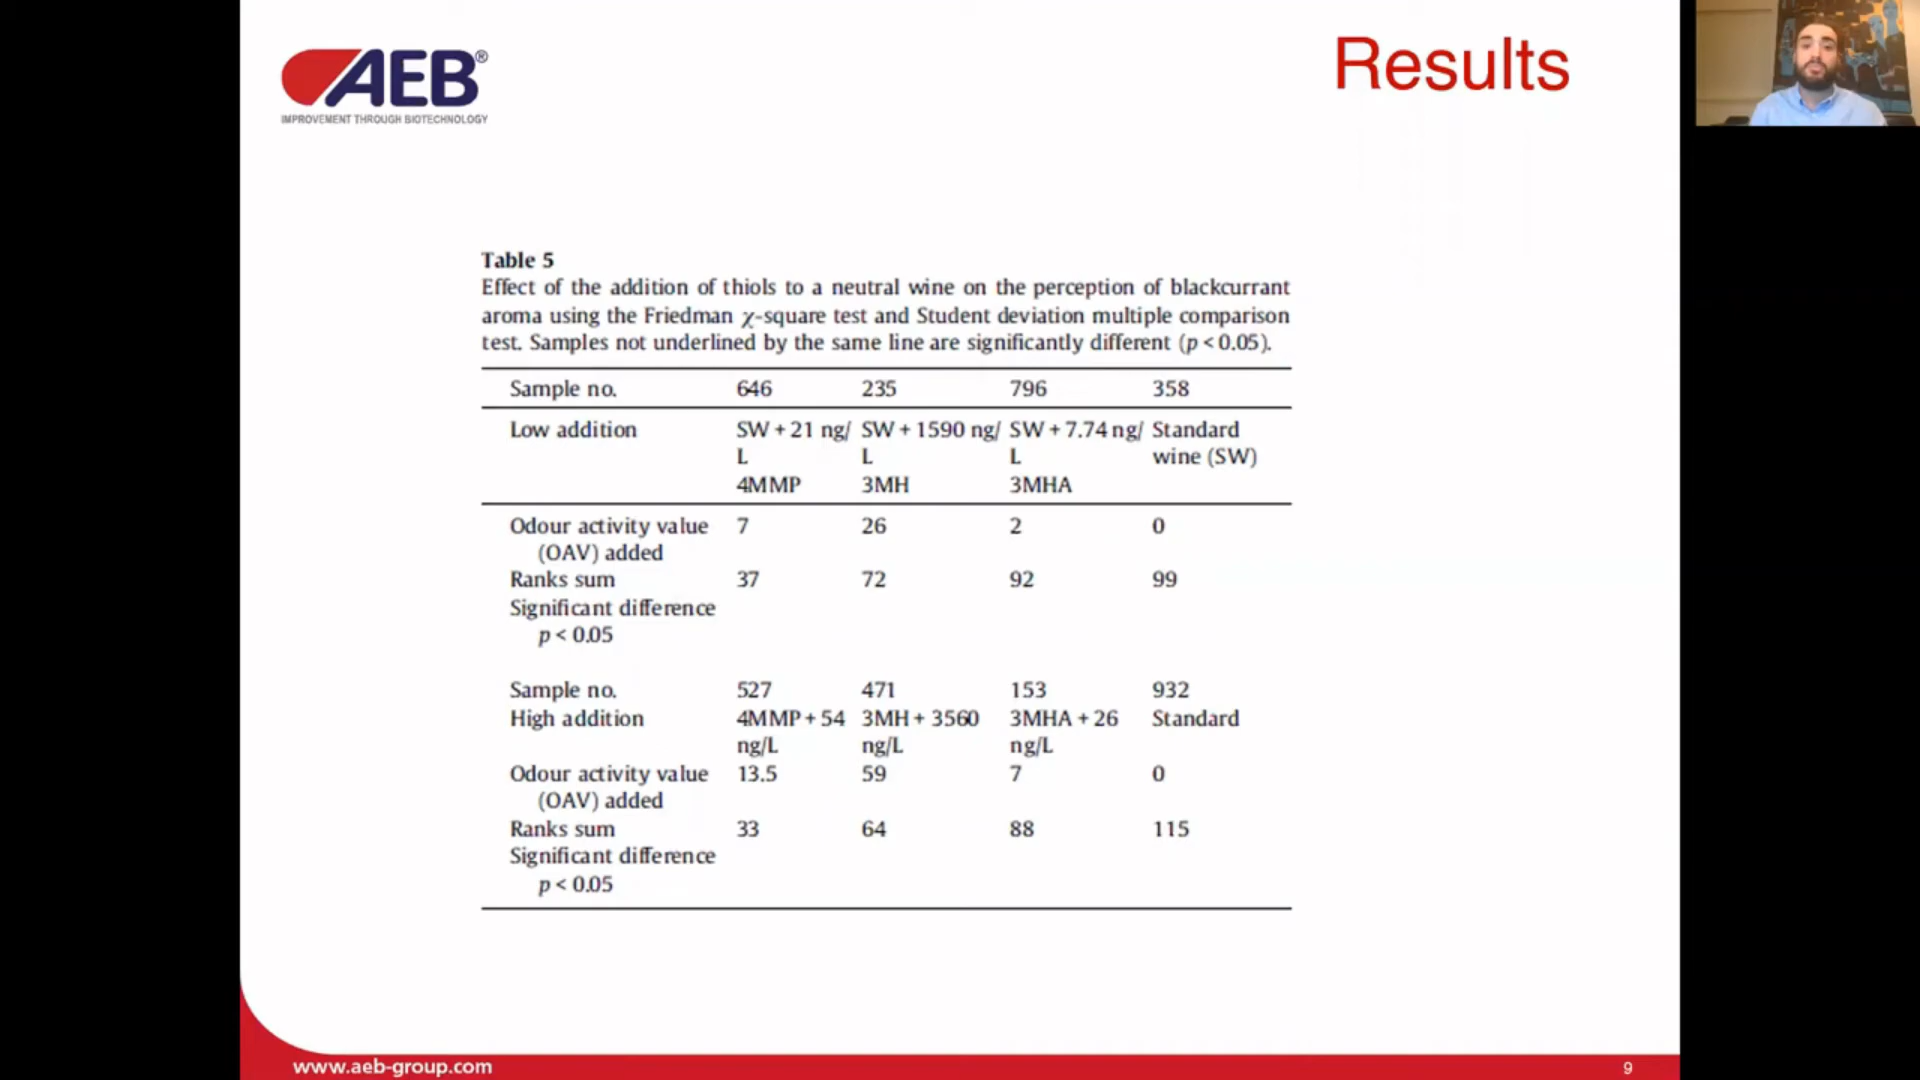 AEB®
IMPROVEMENT THROUGH BIOTECHNOLOGY
Results
Table 5
Effect of the addition of thiols to a neutral wine on the perception of blackcurrant
aroma using the Friedman χ-square test and Student deviation multiple comparison
test. Samples not underlined by the same line are significantly different (p < 0.05).
Sample no. 646 235 796 358
Low addition SW + 21 ng/ SW + 1590 ng/ SW + 7.74 ng/ Standard
L L L wine (SW)
4MMP 3MH 3MHA
Odour activity value 7 26 2 0
(OAV) added
Ranks sum 37 72 92 99
Significant difference
p < 0.05
Sample no. 527 471 153 932
High addition 4MMP + 54 3MH + 3560 3MHA + 26 Standard
ng/L ng/L ng/L
Odour activity value 13.5 59 7 0
(OAV) added
Ranks sum 33 64 88 115
Significant difference
p < 0.05
www.aeb-group.com
9